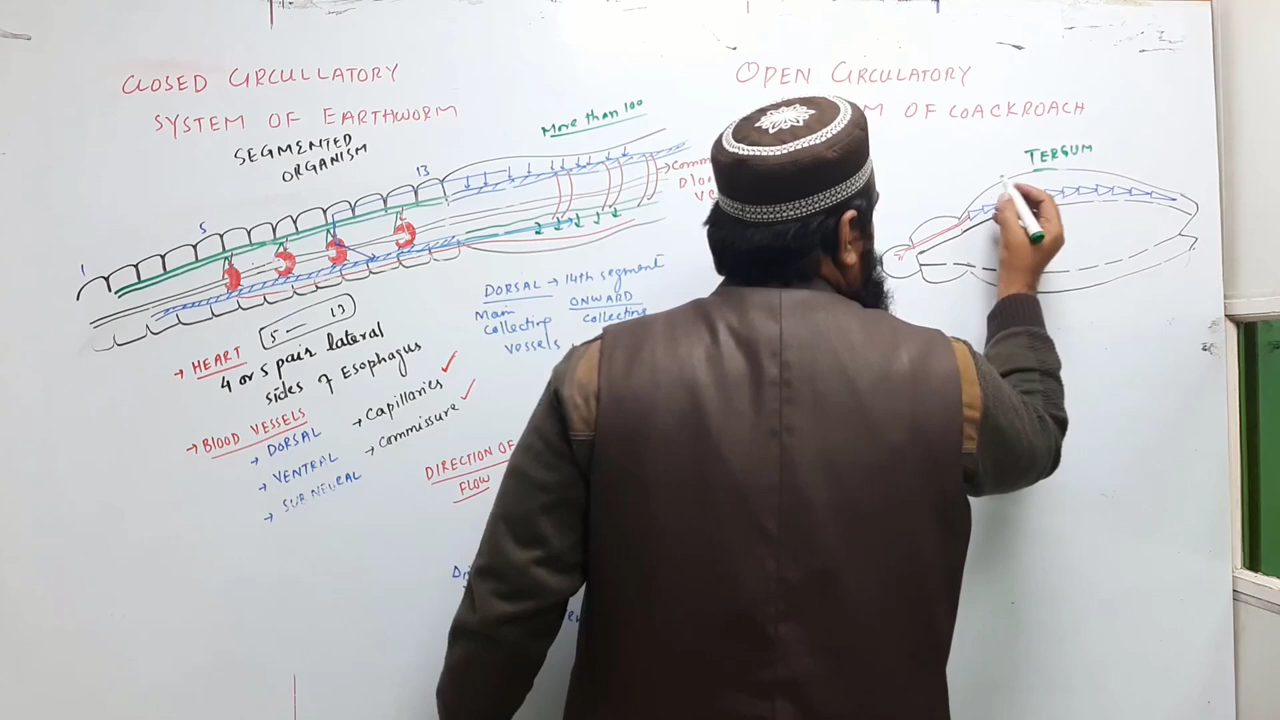 CLOSED CIRCULLATORY
SYSTEM OF EARTHWORM
SEGMENTED
ORGANISM
More than 100
1
5
13
→ HEART
5 — 13
4 or 5 pair lateral
sides of Esophagus
→ BLOOD VESSELS
→ DORSAL
→ VENTRAL
→ SUB NEURAL
→ Capillaries ✓
→ Commissure ✓
DORSAL → 14th segment
ONWARD
collecting
Main
collecting
vessels
DIRECTION OF
FLOW
OPEN CIRCULATORY
OF COACKROACH
TERGUM